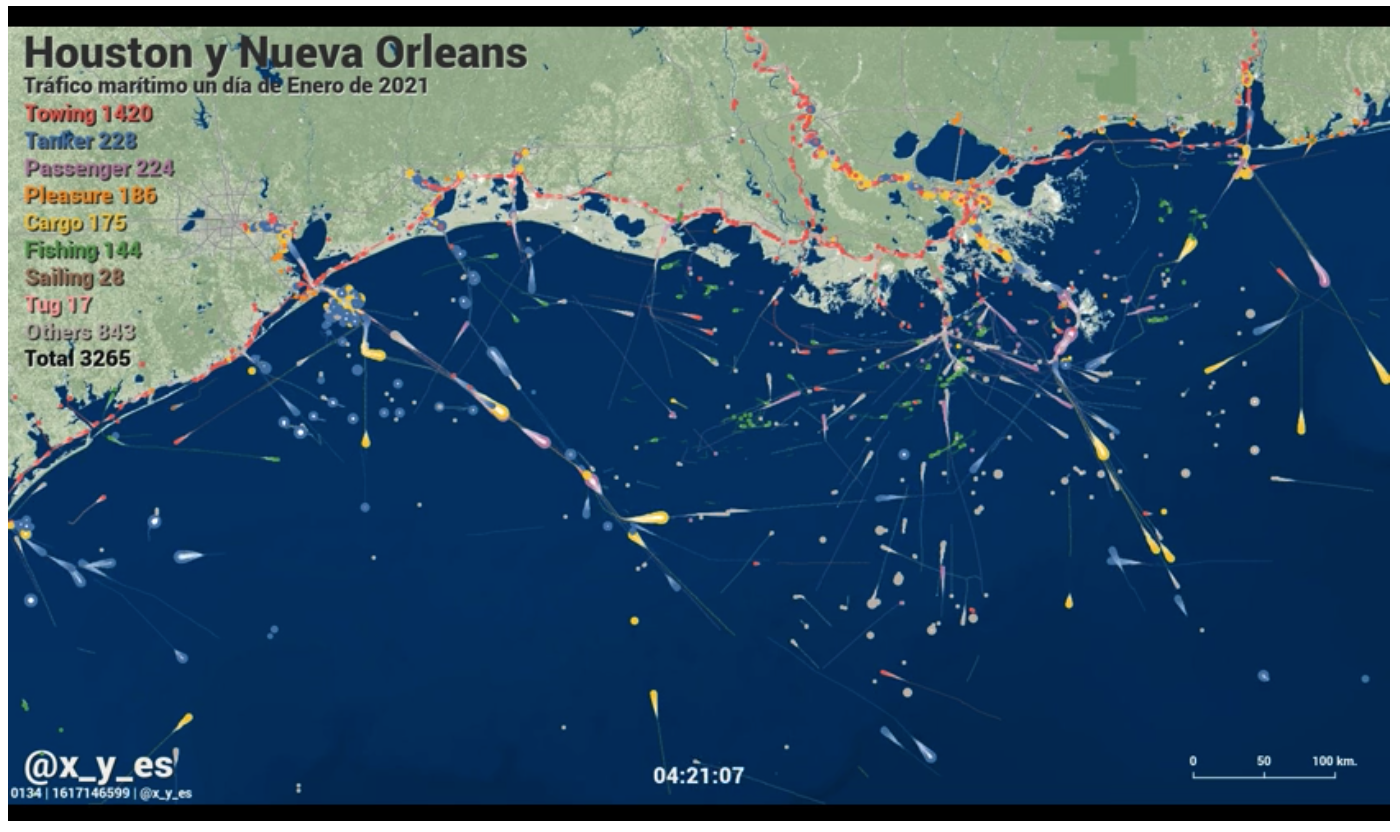 Houston y Nueva Orleans
Tráfico marítimo un día de Enero de 2021
Towing 1420
Tanker 228
Passenger 224
Pleasure 186
Cargo 175
Fishing 144
Sailing 28
Tug 17
Others 843
Total 3265
@x_y_es
0134 | 1617146599 | @x_y_es
04:21:07
0 50 100 km.